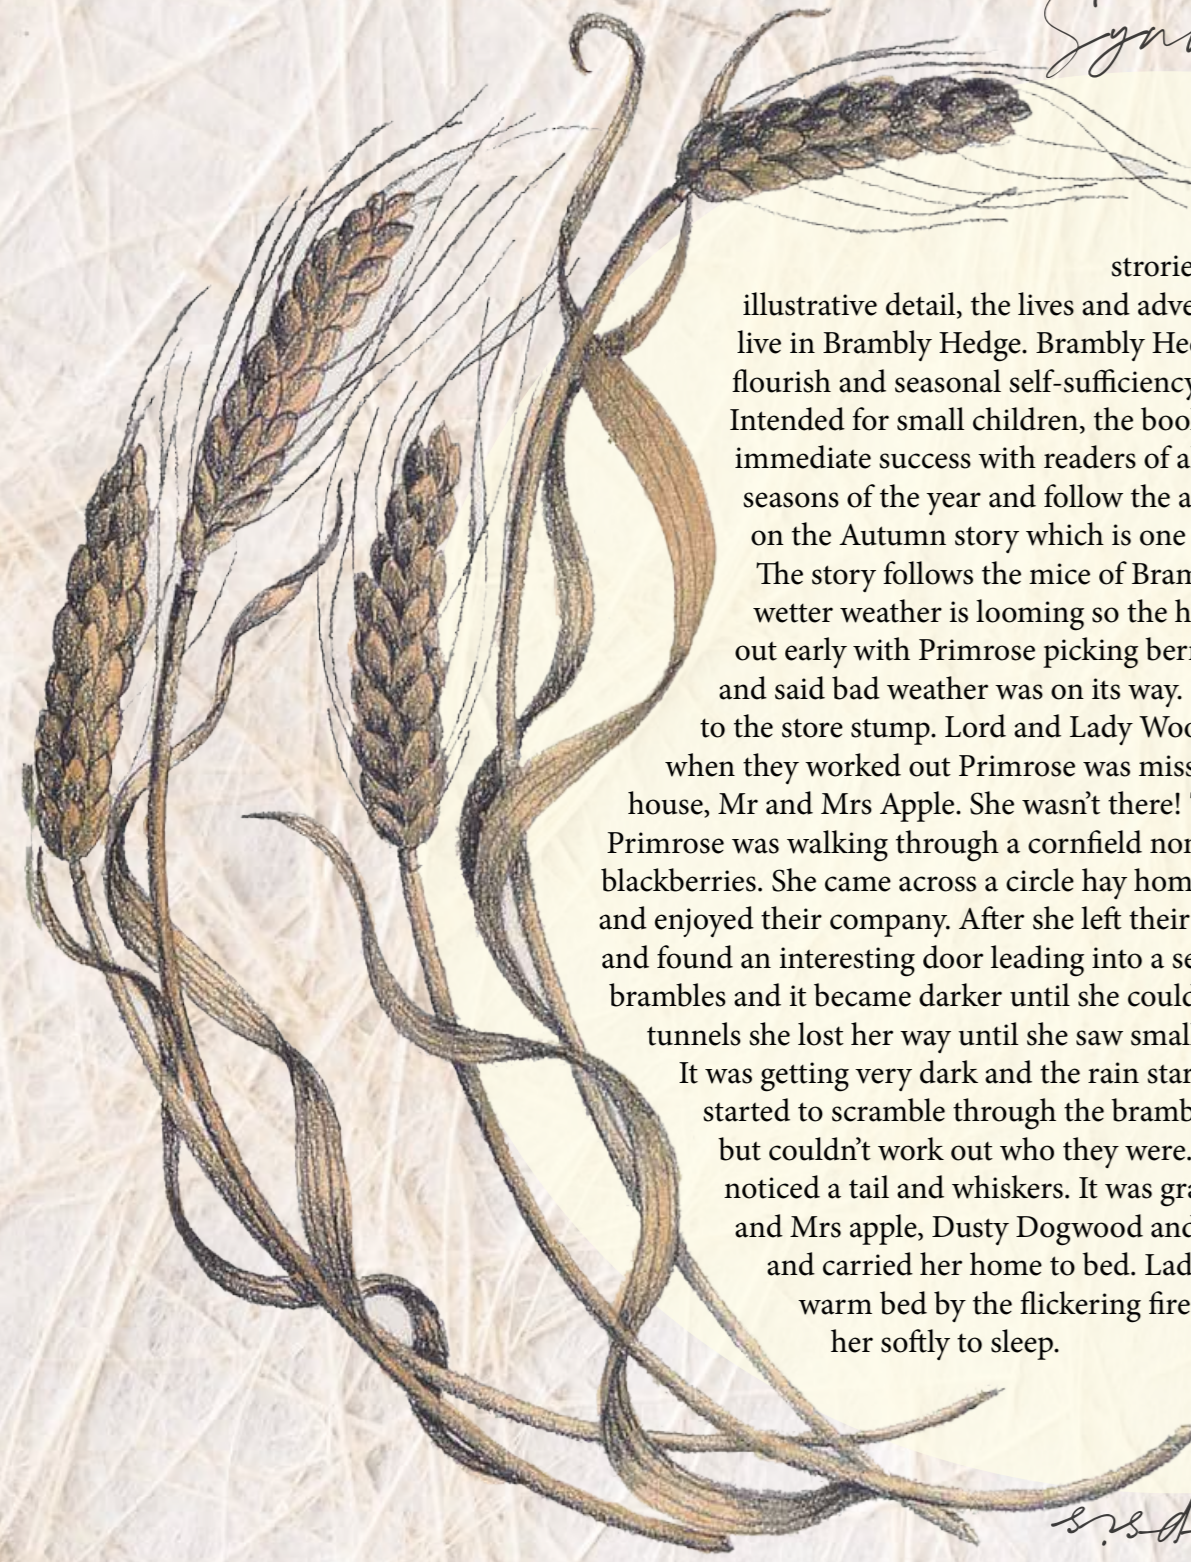 Syn
strorie
illustrative detail, the lives and adve
live in Brambly Hedge. Brambly Hed
flourish and seasonal self-sufficiency
Intended for small children, the boo
immediate success with readers of a
seasons of the year and follow the a
on the Autumn story which is one
The story follows the mice of Bram
wetter weather is looming so the h
out early with Primrose picking berr
and said bad weather was on its way.
to the store stump. Lord and Lady Woo
when they worked out Primrose was miss
house, Mr and Mrs Apple. She wasn’t there!
Primrose was walking through a cornfield nor
blackberries. She came across a circle hay hom
and enjoyed their company. After she left their
and found an interesting door leading into a se
brambles and it became darker until she could
tunnels she lost her way until she saw small
It was getting very dark and the rain star
started to scramble through the bramb
but couldn’t work out who they were.
noticed a tail and whiskers. It was gra
and Mrs apple, Dusty Dogwood and
and carried her home to bed. Lad
warm bed by the flickering fire
her softly to sleep.